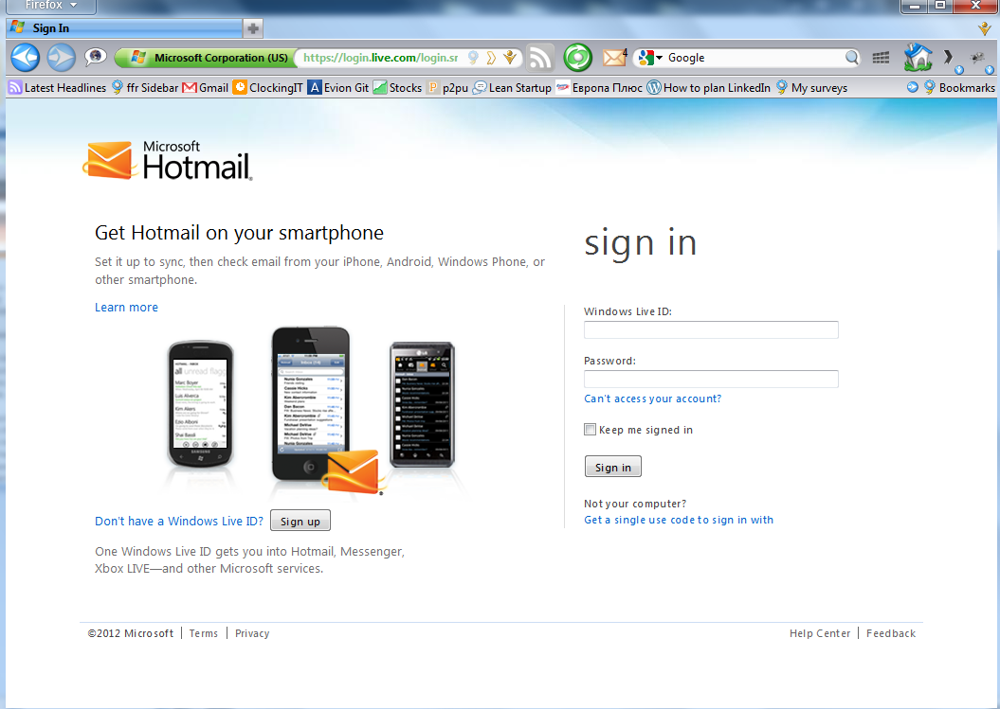 Firefox
Sign In
Microsoft Corporation (US) https://login.live.com/login.sr
4
Google
Latest Headlines ffr Sidebar Gmail ClockingIT Evion Git Stocks p2pu Lean Startup Европа Плюс How to plan LinkedIn My surveys Bookmarks
Microsoft
Hotmail
Get Hotmail on your smartphone
Set it up to sync, then check email from your iPhone, Android, Windows Phone, or
other smartphone.
Learn more
sign in
Windows Live ID:
Password:
Can't access your account?
Keep me signed in
Sign in
Not your computer?
Get a single use code to sign in with
Don't have a Windows Live ID? Sign up
One Windows Live ID gets you into Hotmail, Messenger,
Xbox LIVE—and other Microsoft services.
©2012 Microsoft | Terms | Privacy
Help Center | Feedback